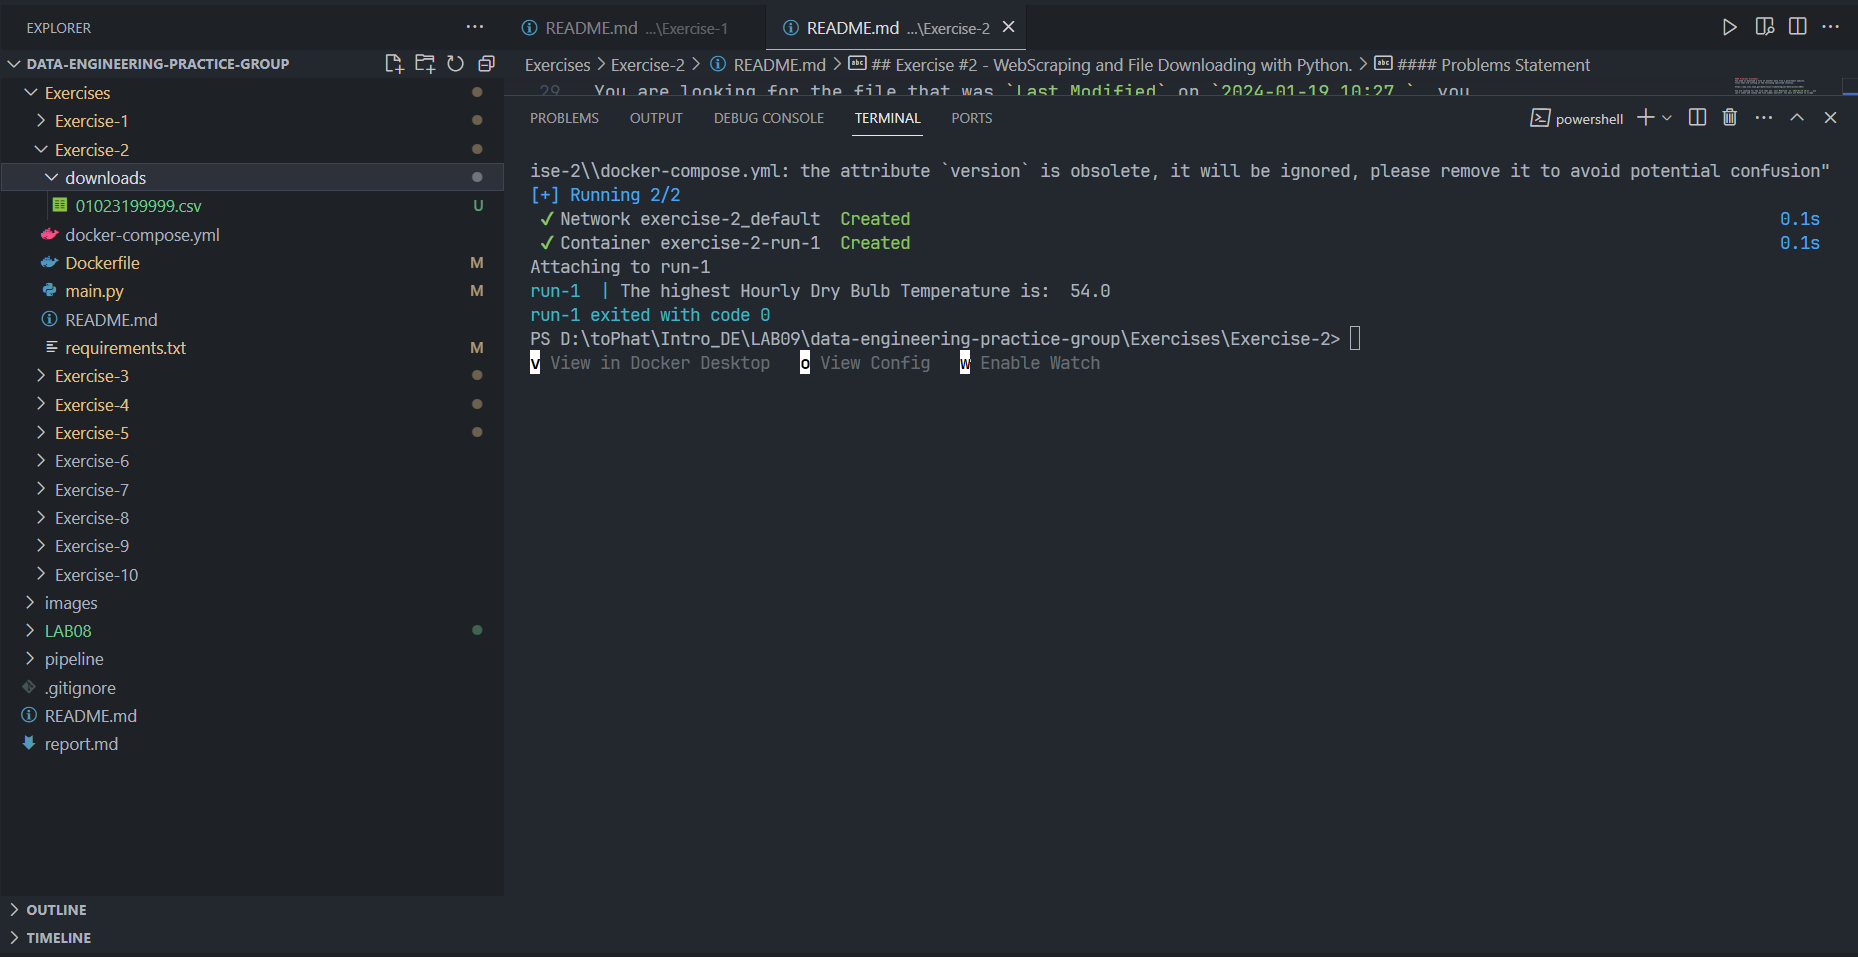 EXPLORER
DATA-ENGINEERING-PRACTICE-GROUP
Exercises
Exercise-1
Exercise-2
downloads
01023199999.csv U
docker-compose.yml
Dockerfile M
main.py M
README.md
requirements.txt M
Exercise-3
Exercise-4
Exercise-5
Exercise-6
Exercise-7
Exercise-8
Exercise-9
Exercise-10
images
LAB08
pipeline
.gitignore
README.md
report.md
OUTLINE
TIMELINE
README.md ...\Exercise-1
README.md ...\Exercise-2
Exercises > Exercise-2 > README.md > ## Exercise #2 - WebScraping and File Downloading with Python. > #### Problems Statement
29 You are looking for the file that was `Last Modified` on `2024-01-19 10:27 `, you
PROBLEMS OUTPUT DEBUG CONSOLE TERMINAL PORTS
powershell
ise-2\\docker-compose.yml: the attribute `version` is obsolete, it will be ignored, please remove it to avoid potential confusion"
[+] Running 2/2
✓ Network exercise-2_default Created 0.1s
✓ Container exercise-2-run-1 Created 0.1s
Attaching to run-1
run-1 | The highest Hourly Dry Bulb Temperature is: 54.0
run-1 exited with code 0
PS D:\toPhat\Intro_DE\LAB09\data-engineering-practice-group\Exercises\Exercise-2>
v View in Docker Desktop o View Config w Enable Watch